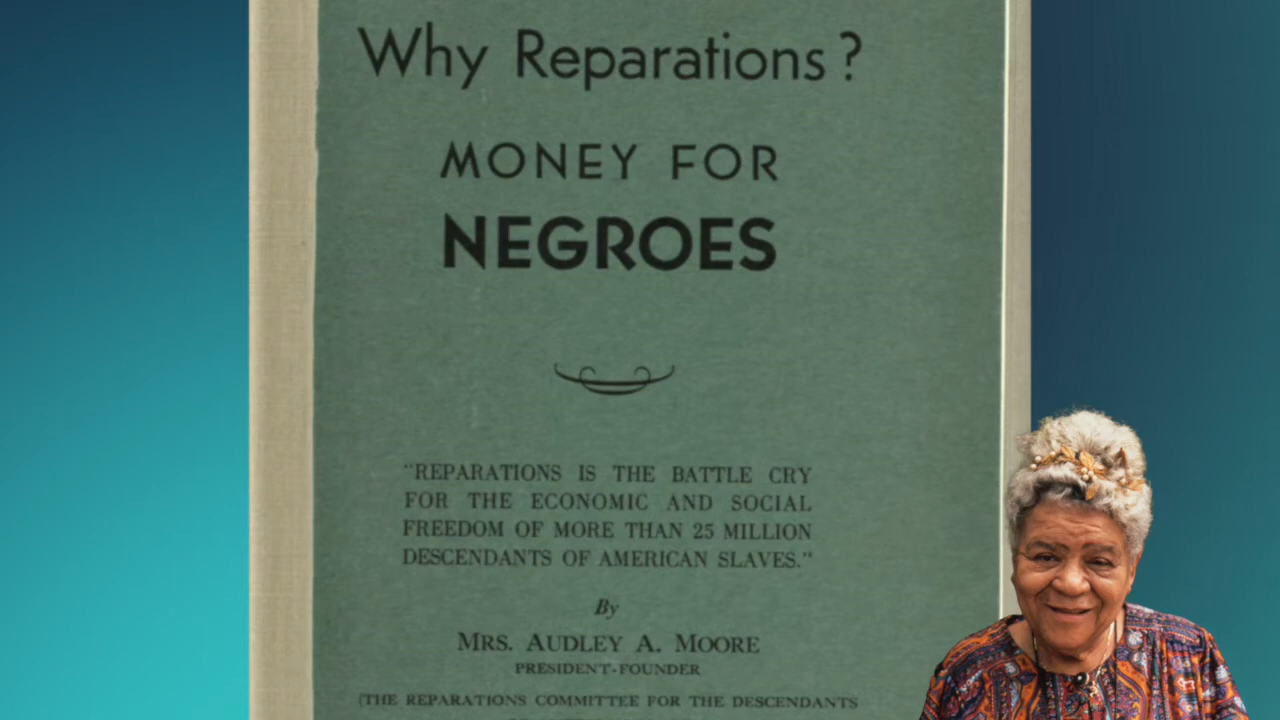 Why Reparations?
MONEY FOR
NEGROES
"REPARATIONS IS THE BATTLE CRY
FOR THE ECONOMIC AND SOCIAL
FREEDOM OF MORE THAN 25 MILLION
DESCENDANTS OF AMERICAN SLAVES."
By
MRS. AUDLEY A. MOORE
PRESIDENT-FOUNDER
(THE REPARATIONS COMMITTEE FOR THE DESCENDANTS